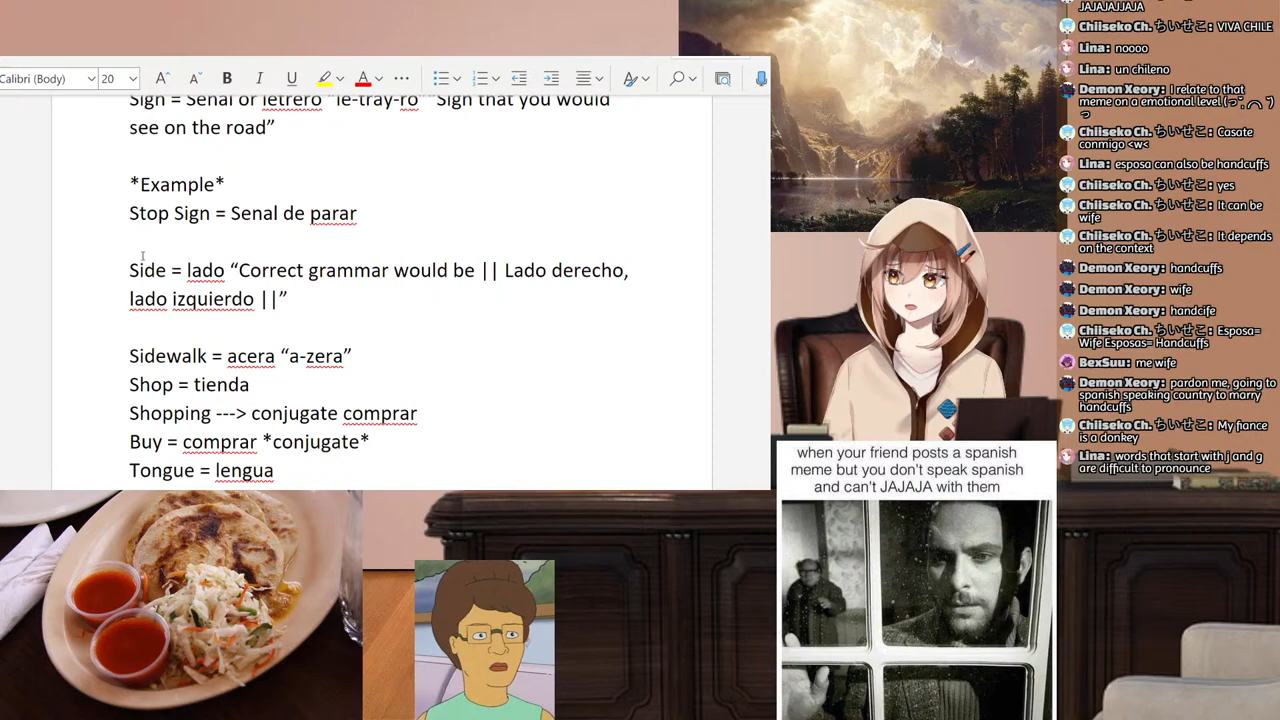 Calibri (Body) 20 B I U A
Sign = Senal or letrero “le-tray-ro” “Sign that you would
see on the road”
*Example*
Stop Sign = Senal de parar
Side = lado “Correct grammar would be || Lado derecho,
lado izquierdo ||”
Sidewalk = acera “a-zera”
Shop = tienda
Shopping ---> conjugate comprar
Buy = comprar *conjugate*
Tongue = lengua
when your friend posts a spanish
meme but you don't speak spanish
and can't JAJAJA with them
JAJAJAJJAJA
Chiiseko Ch. ちいせこ: VIVA CHILE
Lina: noooo
Lina: un chileno
Demon Xeory: I relate to that
meme on a emotional level
Chiiseko Ch. ちいせこ: Casate
conmigo <w<
Lina: esposa can also be handcuffs
Chiiseko Ch. ちいせこ: yes
Chiiseko Ch. ちいせこ: It can be
wife
Chiiseko Ch. ちいせこ: It depends
on the context
Demon Xeory: handcuffs
Demon Xeory: wife
Demon Xeory: handcife
Chiiseko Ch. ちいせこ: Esposa=
Wife Esposas= Handcuffs
BexSuu: me wife
Demon Xeory: pardon me, going to
spanish speaking country to marry
handcuffs
Chiiseko Ch. ちいせこ: My fiance
is a donkey
Lina: words that start with j and g
are difficult to pronounce